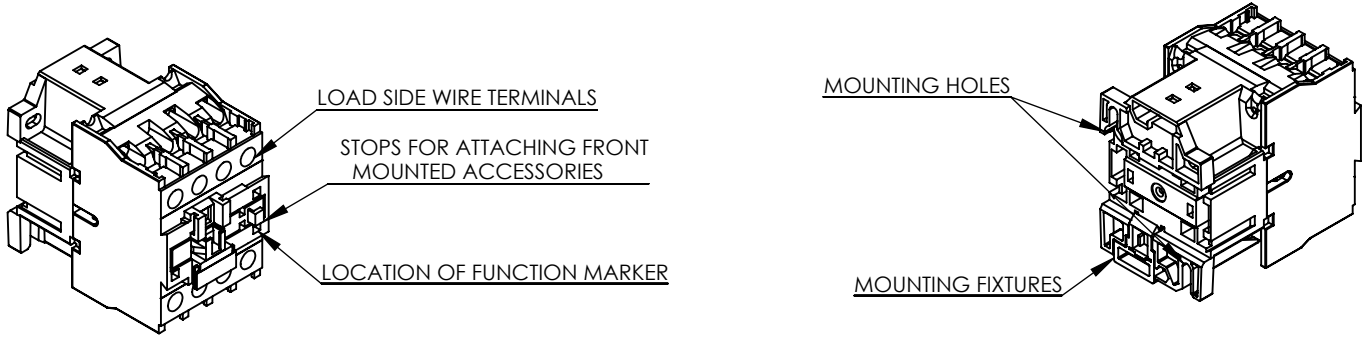 LOAD SIDE WIRE TERMINALS
STOPS FOR ATTACHING FRONT
MOUNTED ACCESSORIES
LOCATION OF FUNCTION MARKER
MOUNTING HOLES
MOUNTING FIXTURES